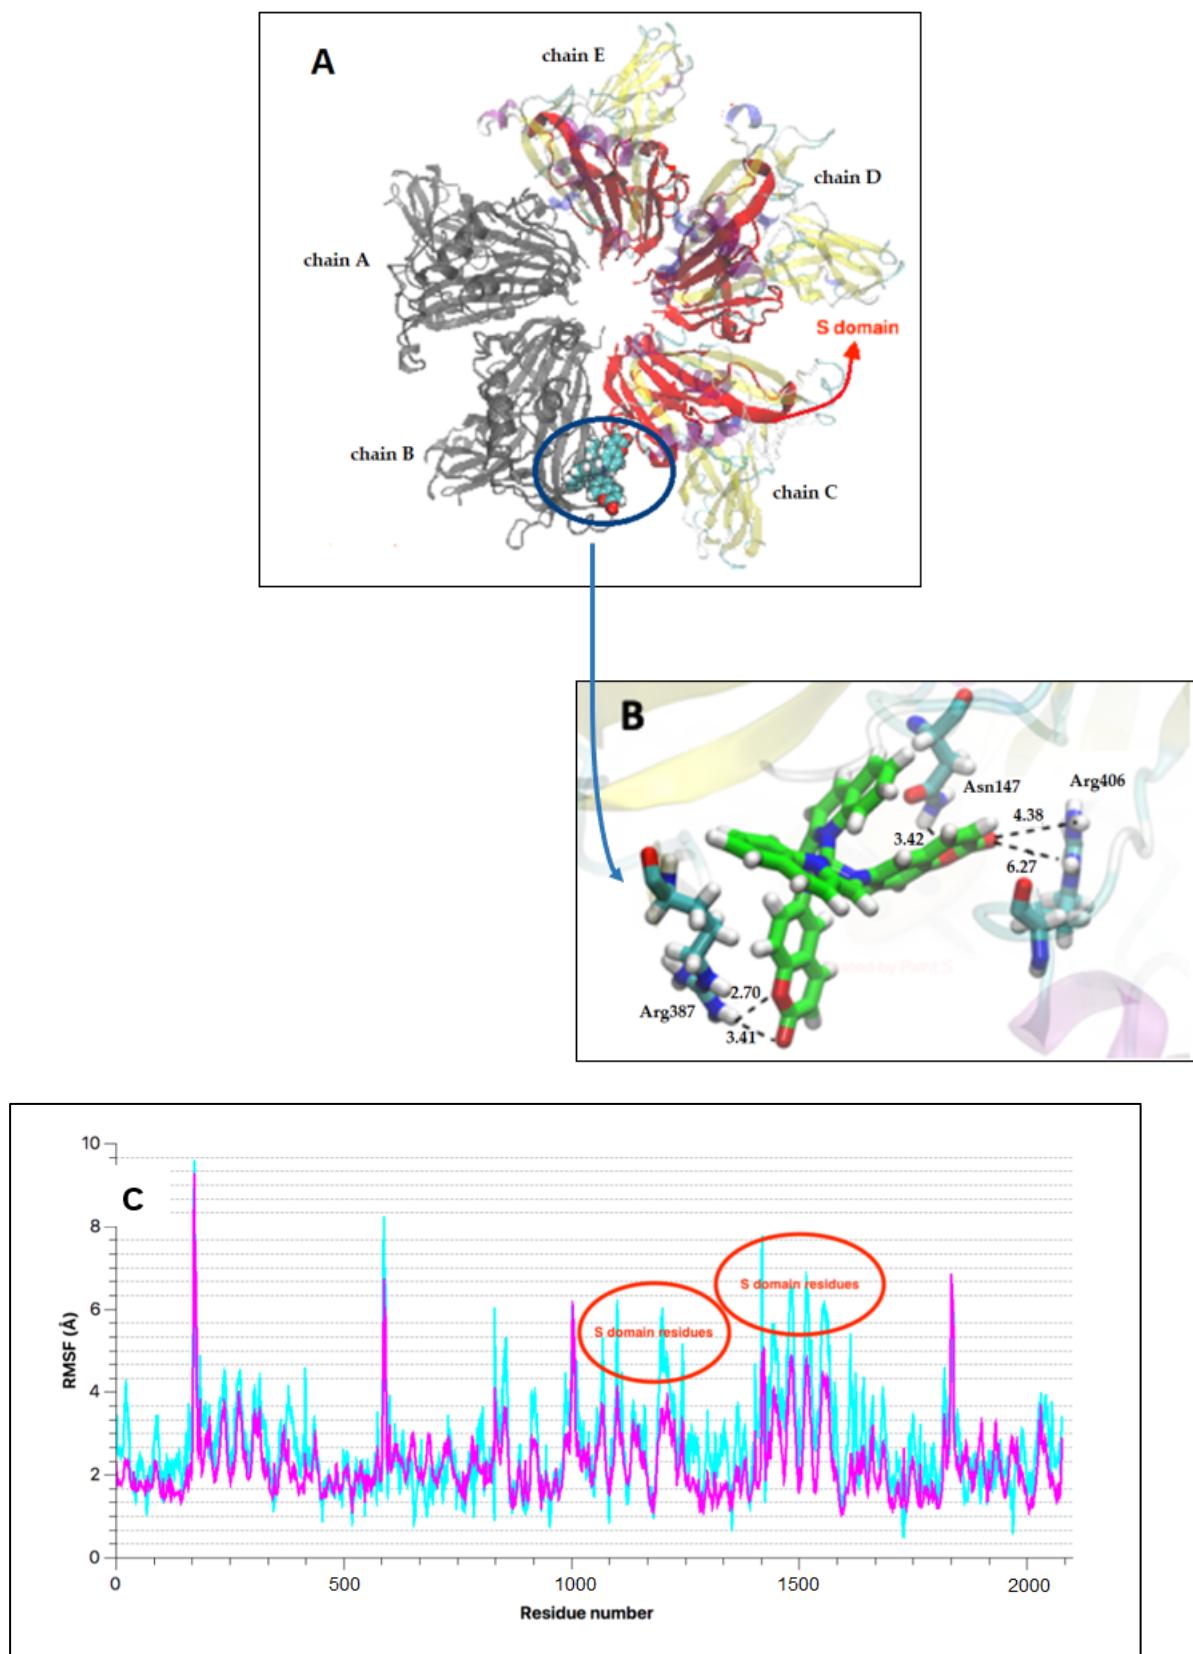 A
chain E
chain D
chain A
S domain
chain B
chain C
B
Asn147
Arg406
4.38
3.42
6.27
2.70
Arg387
3.41
C
10
8
6
4
2
0
RMSF (Å)
S domain residues
S domain residues
0
500
1000
1500
2000
Residue number